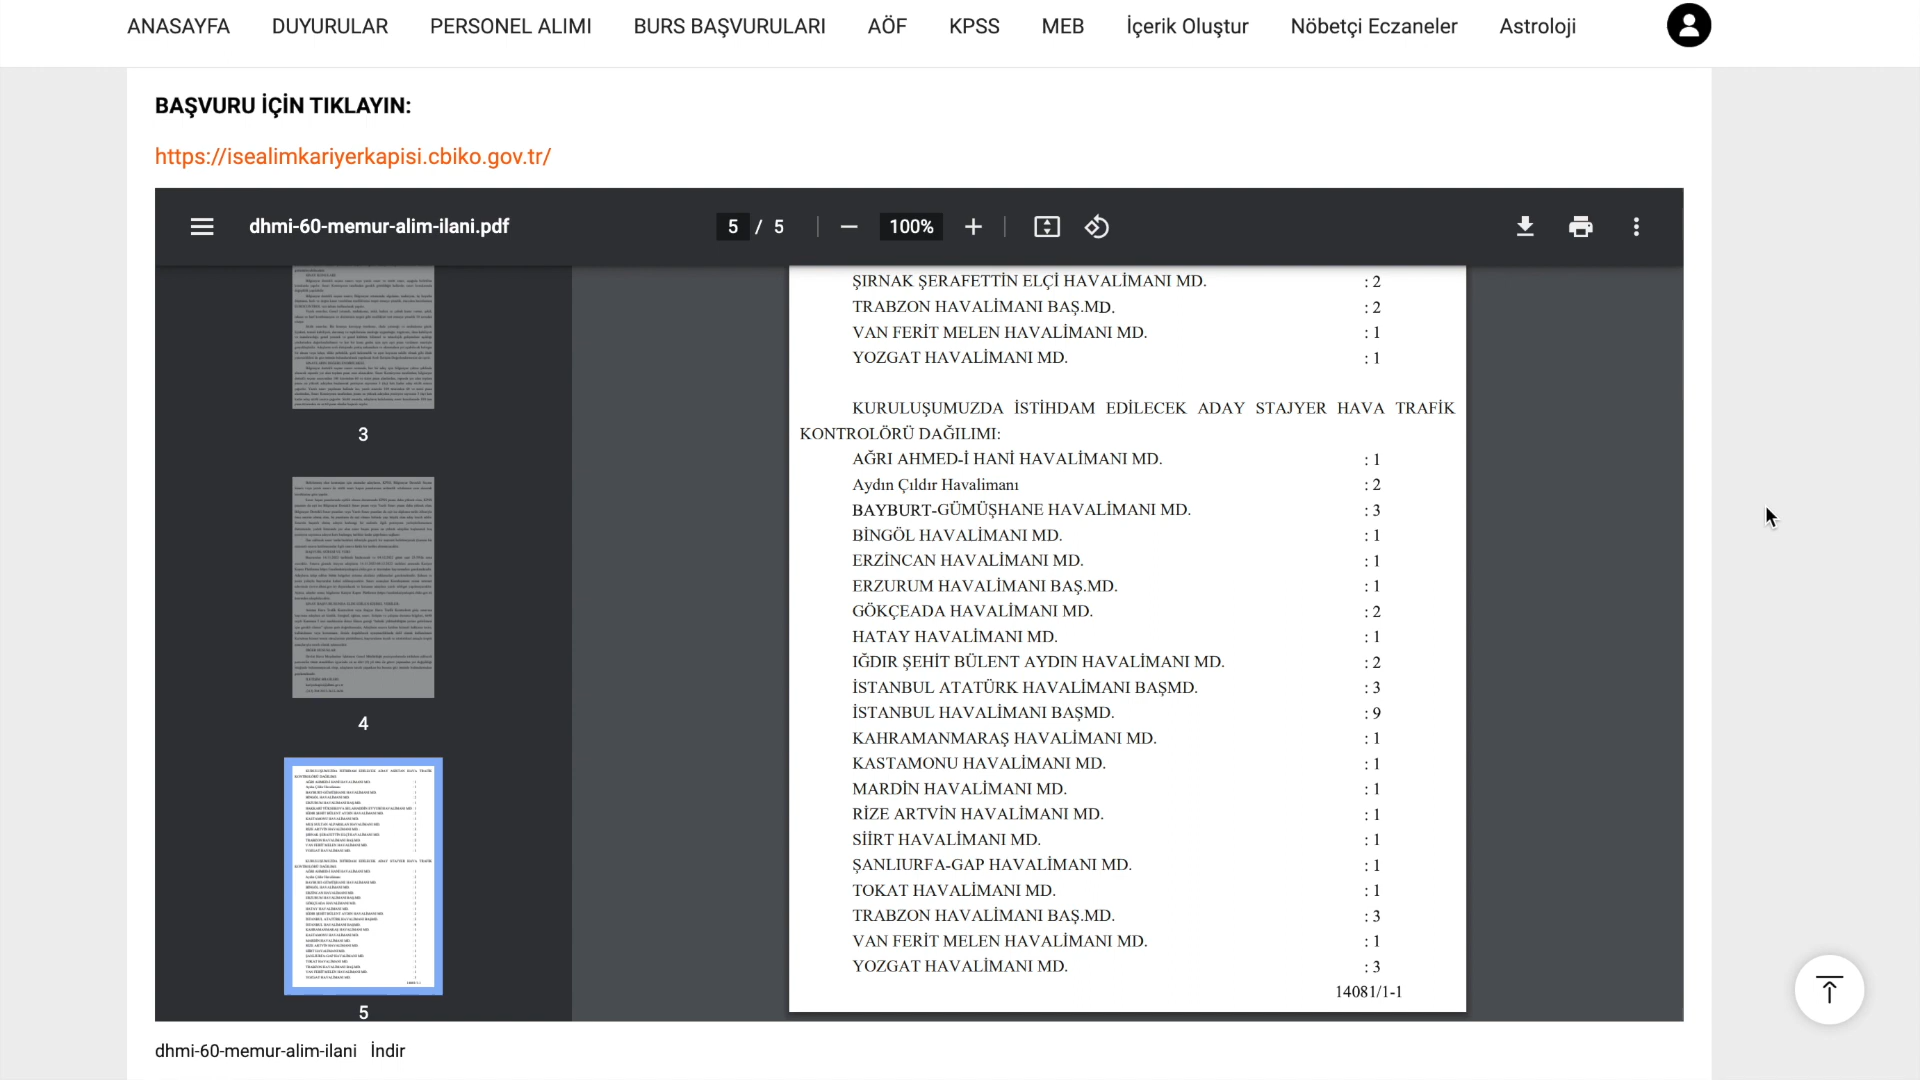 ANASAYFA DUYURULAR PERSONEL ALIMI BURS BAŞVURULARI AÖF KPSS MEB İçerik Oluştur Nöbetçi Eczaneler Astroloji
BAŞVURU İÇİN TIKLAYIN:
https://isealimkariyerkapisi.cbiko.gov.tr/
dhmi-60-memur-alim-ilani.pdf 5 / 5 100%
3
4
5
ŞIRNAK ŞERAFETTİN ELÇİ HAVALİMANI MD. : 2
TRABZON HAVALİMANI BAŞ.MD. : 2
VAN FERİT MELEN HAVALİMANI MD. : 1
YOZGAT HAVALİMANI MD. : 1
KURULUŞUMUZDA İSTİHDAM EDİLECEK ADAY STAJYER HAVA TRAFİK
KONTROLÖRÜ DAĞILIMI:
AĞRI AHMED-İ HANİ HAVALİMANI MD. : 1
Aydın Çıldır Havalimanı : 2
BAYBURT-GÜMÜŞHANE HAVALİMANI MD. : 3
BİNGÖL HAVALİMANI MD. : 1
ERZİNCAN HAVALİMANI MD. : 1
ERZURUM HAVALİMANI BAŞ.MD. : 1
GÖKÇEADA HAVALİMANI MD. : 2
HATAY HAVALİMANI MD. : 1
IĞDIR ŞEHİT BÜLENT AYDIN HAVALİMANI MD. : 2
İSTANBUL ATATÜRK HAVALİMANI BAŞMD. : 3
İSTANBUL HAVALİMANI BAŞMD. : 9
KAHRAMANMARAŞ HAVALİMANI MD. : 1
KASTAMONU HAVALİMANI MD. : 1
MARDİN HAVALİMANI MD. : 1
RİZE ARTVİN HAVALİMANI MD. : 1
SİİRT HAVALİMANI MD. : 1
ŞANLIURFA-GAP HAVALİMANI MD. : 1
TOKAT HAVALİMANI MD. : 1
TRABZON HAVALİMANI BAŞ.MD. : 3
VAN FERİT MELEN HAVALİMANI MD. : 1
YOZGAT HAVALİMANI MD. : 3
14081/1-1
dhmi-60-memur-alim-ilani İndir